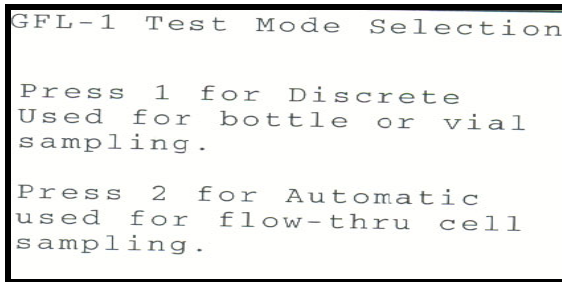 GFL-1 Test Mode Selection
Press 1 for Discrete
Used for bottle or vial
sampling.
Press 2 for Automatic
used for flow-thru cell
sampling.